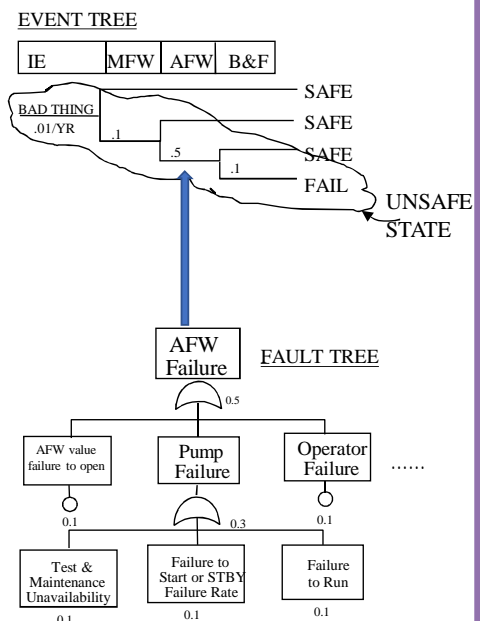 EVENT TREE
IE MFW AFW B&F
SAFE
BAD THING
.01/YR
SAFE
.1
.5
SAFE
.1
FAIL
UNSAFE
STATE
AFW
Failure
FAULT TREE
0.5
AFW value
failure to open
Pump
Failure
Operator
Failure
......
0.1
0.1
0.3
Test &
Maintenance
Unavailability
Failure to
Start or STBY
Failure Rate
Failure
to Run
0.1
0.1
0.1